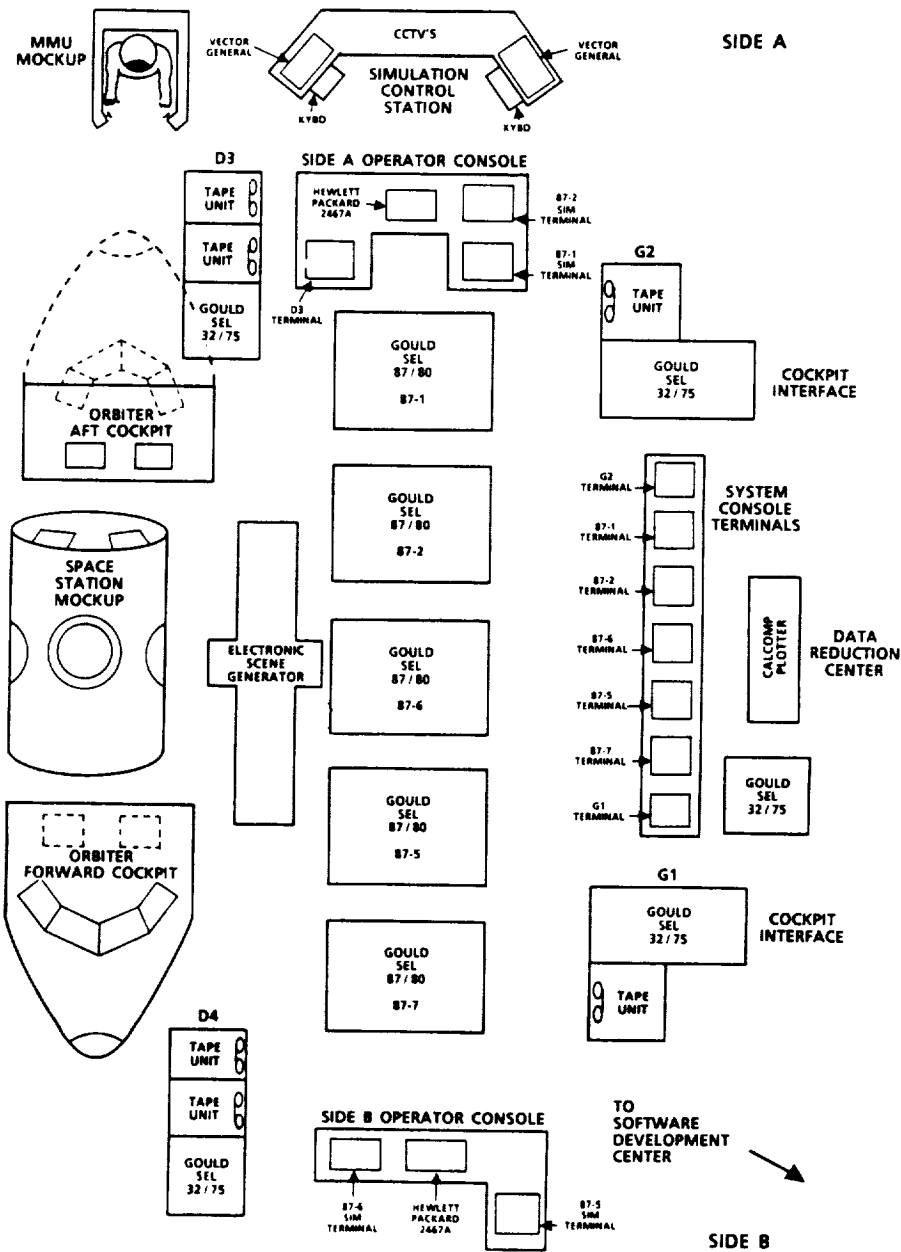 MMU
MOCKUP
VECTOR
GENERAL
CCTV'S
VECTOR
GENERAL
SIDE A
SIMULATION
CONTROL
STATION
KYBD
KYBD
D3
SIDE A OPERATOR CONSOLE
TAPE
UNIT
HEWLETT
PACKARD
2467A
87-2
SIM
TERMINAL
TAPE
UNIT
87-1
SIM
TERMINAL
G2
GOULD
SEL
32/75
D3
TERMINAL
TAPE
UNIT
GOULD
SEL
87/80
87-1
GOULD
SEL
32/75
COCKPIT
INTERFACE
ORBITER
AFT COCKPIT
GOULD
SEL
87/80
87-2
G2
TERMINAL
87-1
TERMINAL
87-2
TERMINAL
87-6
TERMINAL
87-5
TERMINAL
87-7
TERMINAL
G1
TERMINAL
SYSTEM
CONSOLE
TERMINALS
SPACE
STATION
MOCKUP
ELECTRONIC
SCENE
GENERATOR
GOULD
SEL
87/80
87-6
CALCOMP
PLOTTER
DATA
REDUCTION
CENTER
GOULD
SEL
32/75
GOULD
SEL
87/80
87-5
ORBITER
FORWARD COCKPIT
G1
GOULD
SEL
32/75
COCKPIT
INTERFACE
TAPE
UNIT
GOULD
SEL
87/80
87-7
D4
TAPE
UNIT
TAPE
UNIT
GOULD
SEL
32/75
SIDE B OPERATOR CONSOLE
87-6
SIM
TERMINAL
HEWLETT
PACKARD
2467A
87-5
SIM
TERMINAL
TO
SOFTWARE
DEVELOPMENT
CENTER
SIDE B